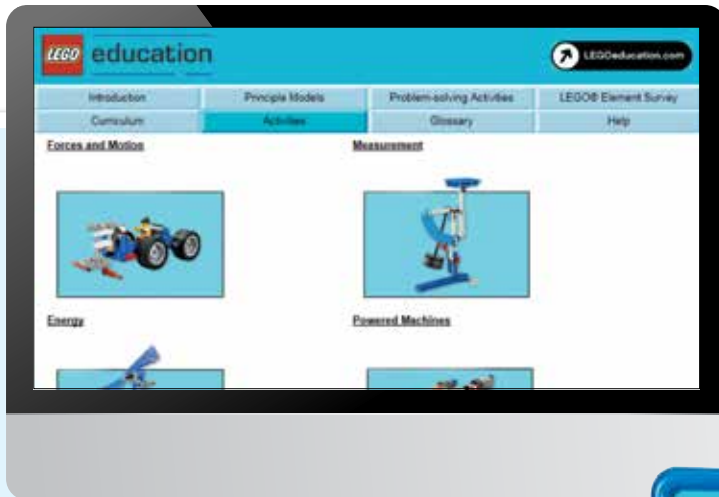 LEGO education
LEGOeducation.com
Introduction Principle Models Problem-solving Activities LEGO® Element Survey
Curriculum Activities Glossary Help
Forces and Motion Measurement
Energy Powered Machines